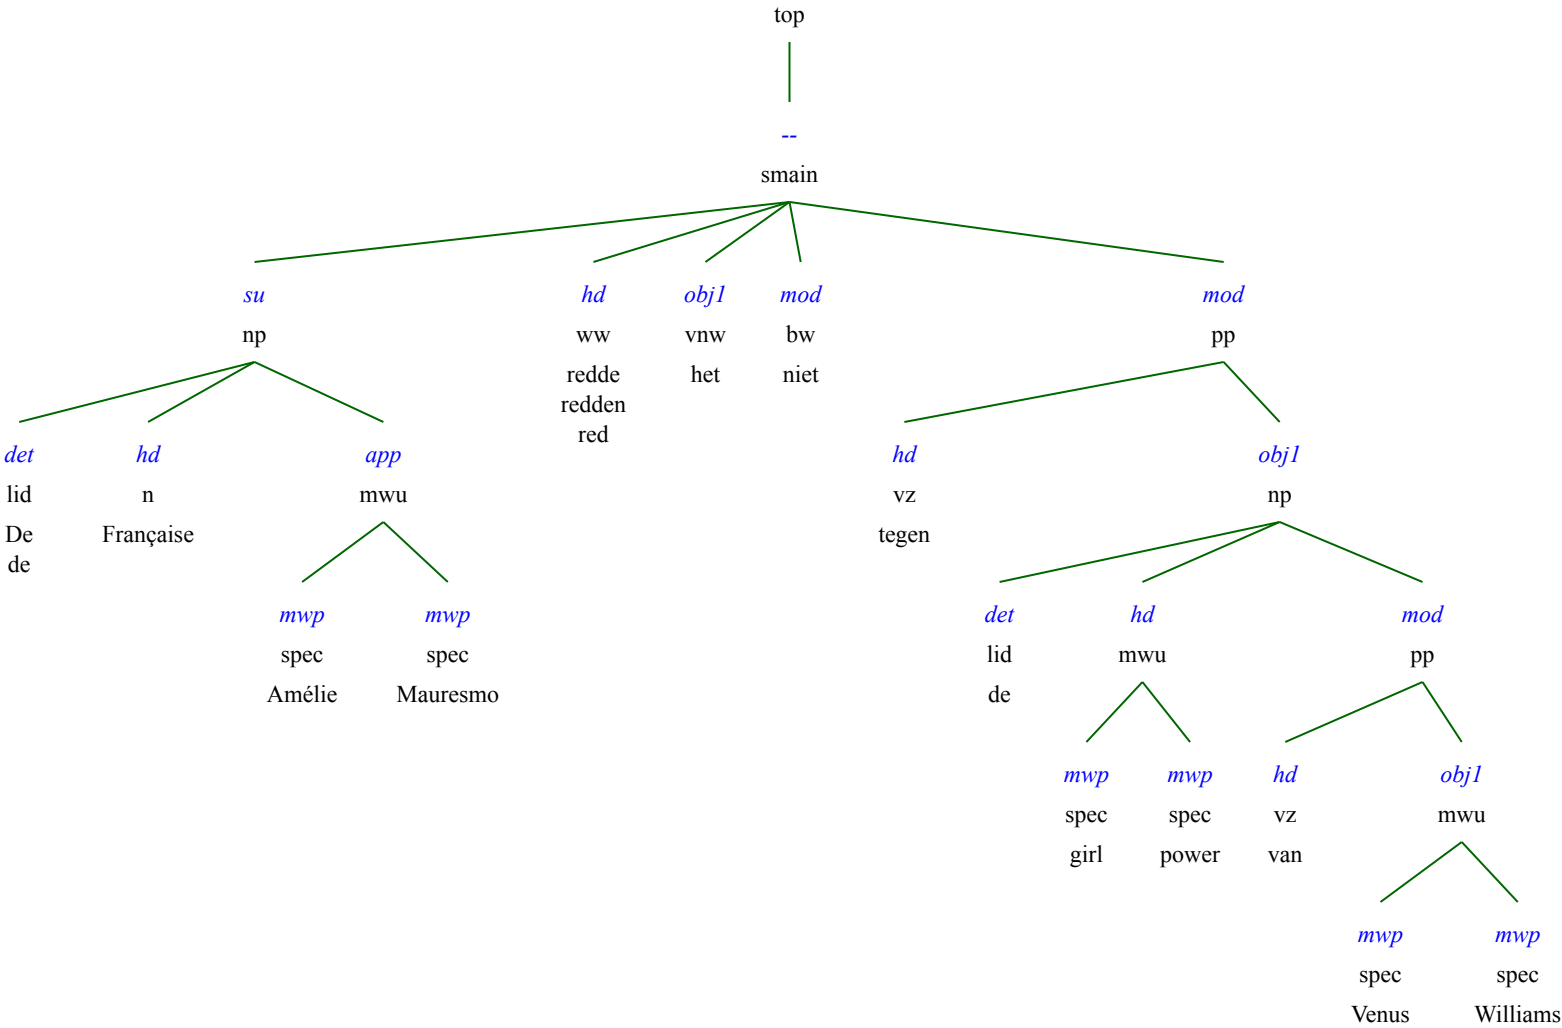 top
--
smain
su hd obj1 mod mod
np ww vnw bw pp
redde het niet
redden
red
det hd app hd obj1
lid n mwu vz np
De Française tegen
de
mwp mwp det hd mod
spec spec lid mwu pp
Amélie Mauresmo de
mwp mwp hd obj1
spec spec vz mwu
girl power van
mwp mwp
spec spec
Venus Williams